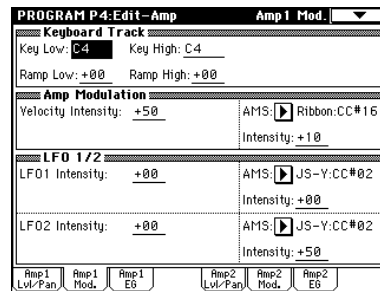 PROGRAM P4:Edit-Amp Amp1 Mod.
Keyboard Track
Key Low: C4 Key High: C4
Ramp Low: +00 Ramp High: +00
Amp Modulation
Velocity Intensity: +50 AMS: Ribbon:CC#16
Intensity: +10
LFO 1/2
LFO1 Intensity: +00 AMS: JS-Y:CC#02
Intensity: +00
LFO2 Intensity: +00 AMS: JS-Y:CC#02
Intensity: +50
Amp1 Lvl/Pan Amp1 Mod. Amp1 EG Amp2 Lvl/Pan Amp2 Mod. Amp2 EG